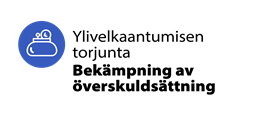 Ylivelkaantumisen
torjunta
Bekämpning av
överskuldsättning